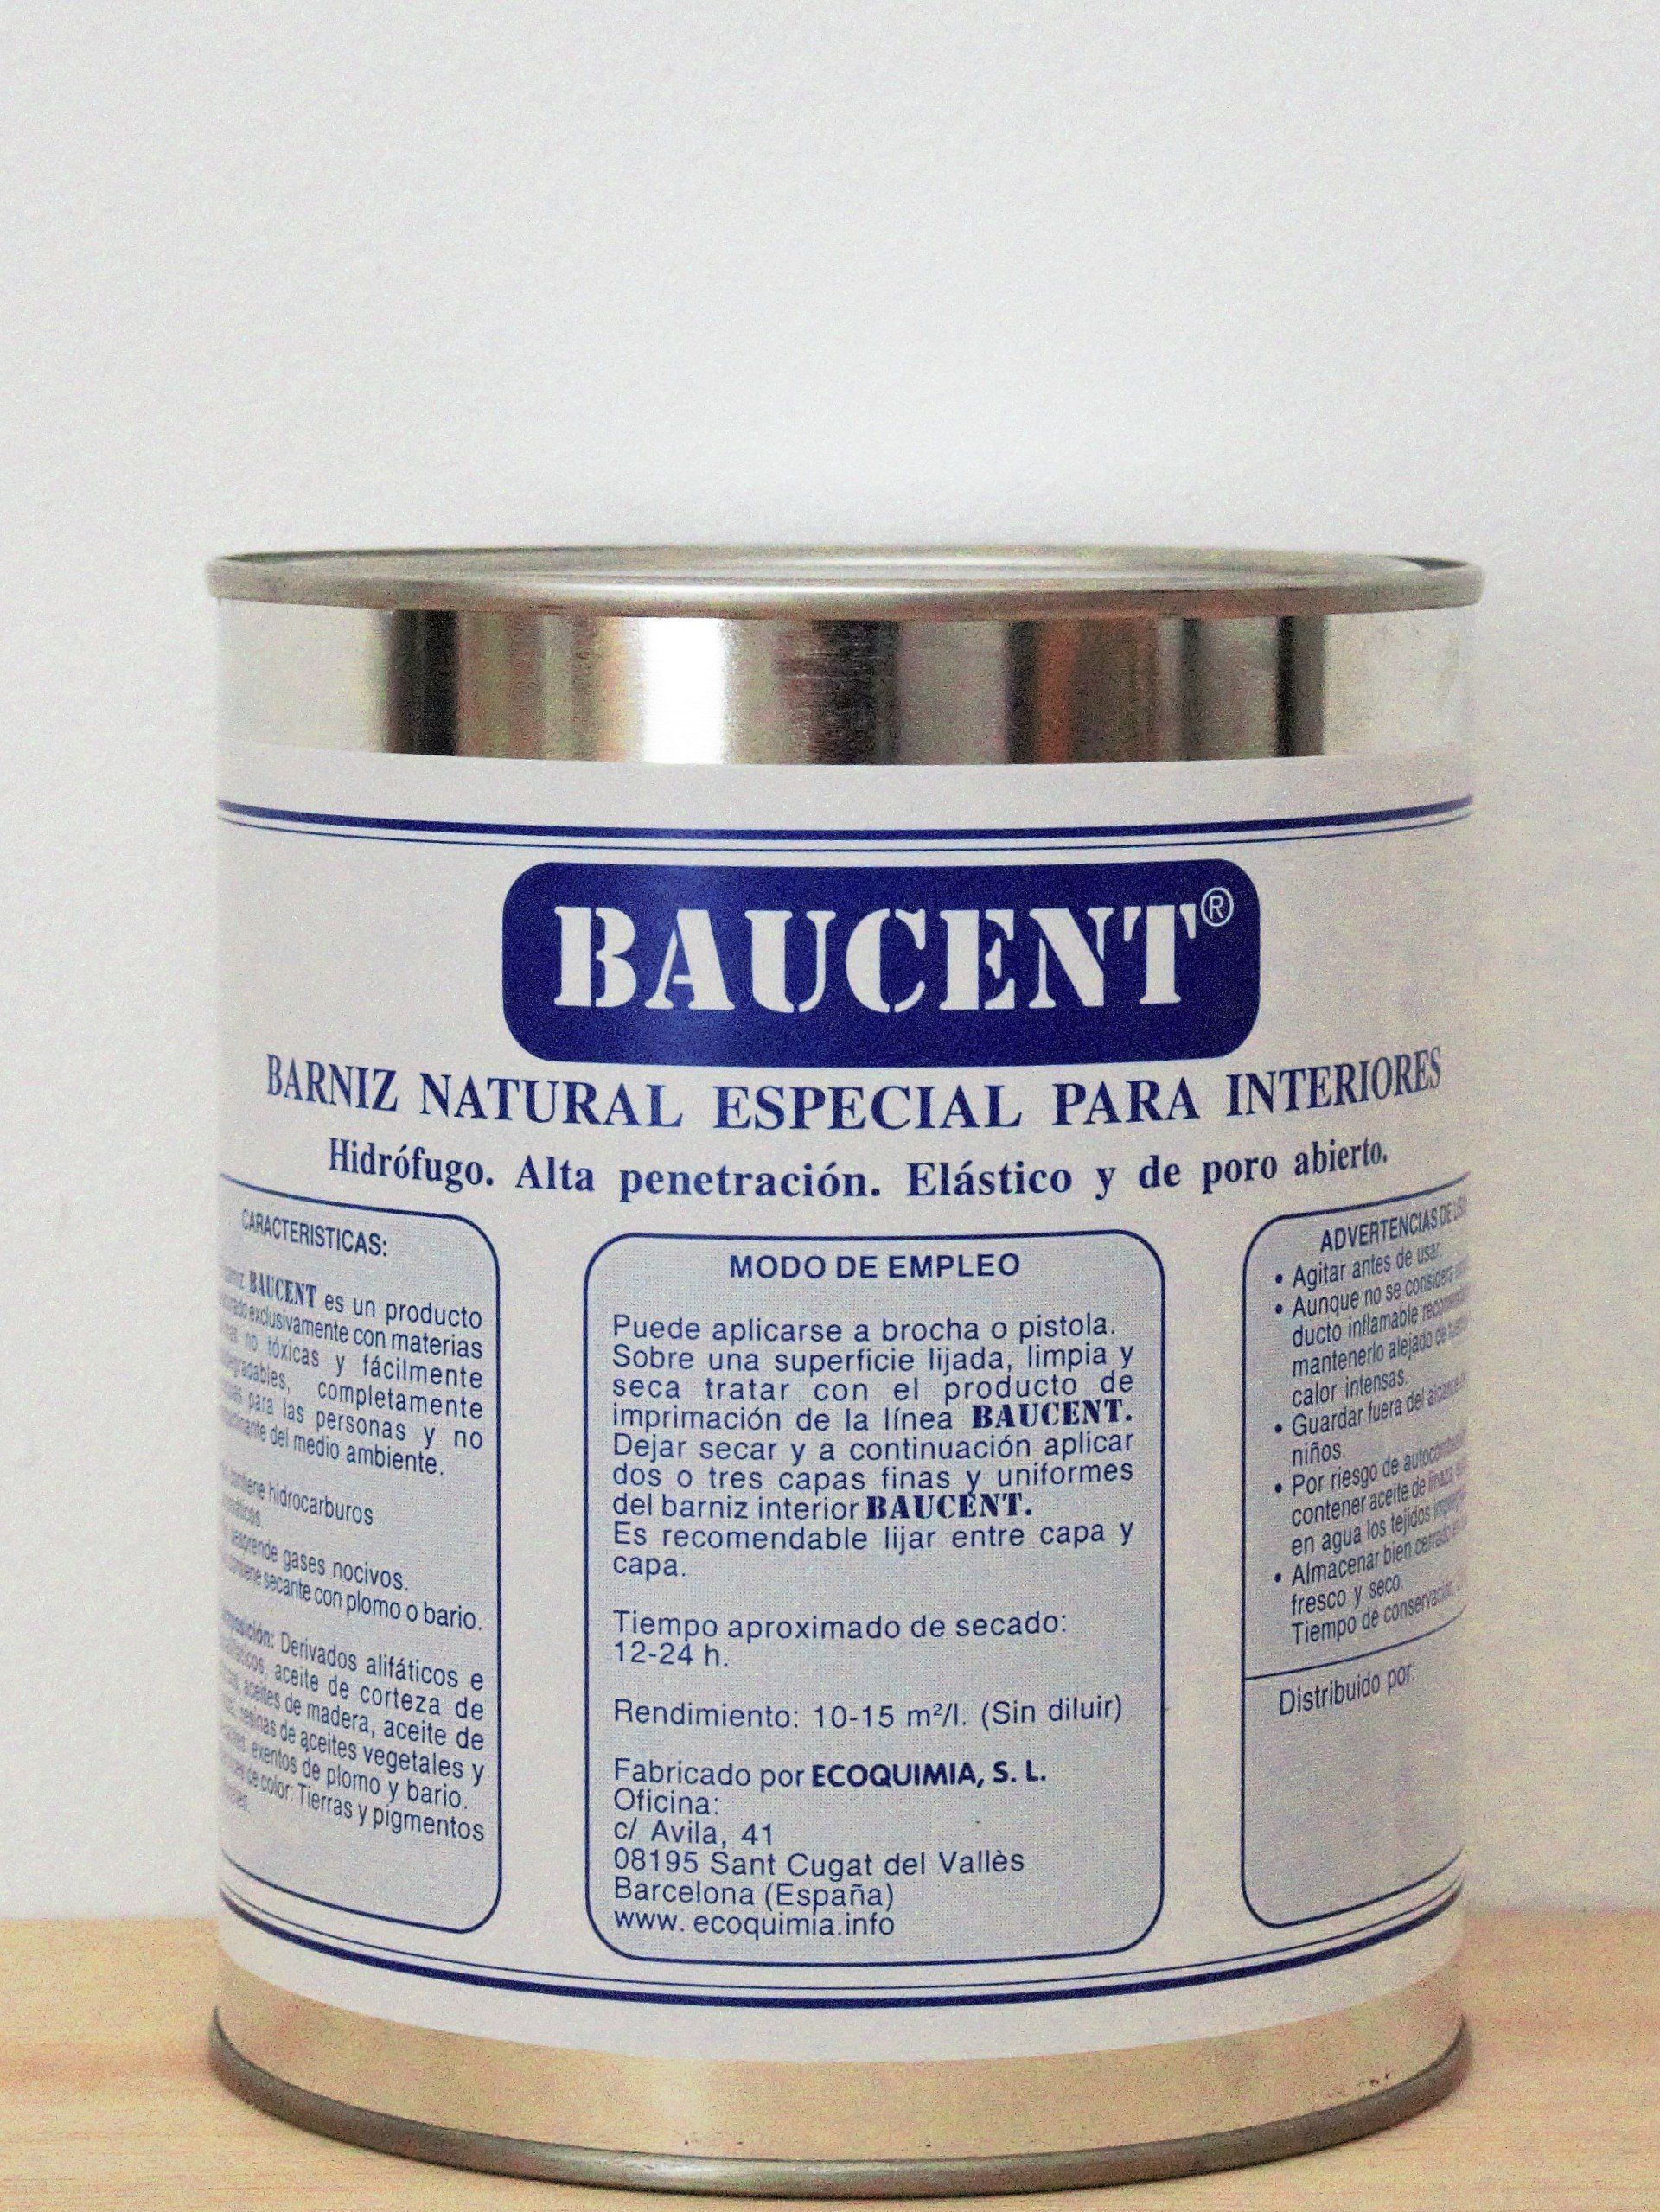 BAUCENT®
BARNIZ NATURAL ESPECIAL PARA INTERIORES
Hidrófugo. Alta penetración. Elástico y de poro abierto.
CARACTERISTICAS:
BAUCENT es un producto
exclusivamente con materias
no tóxicas y fácilmente
completamente
para las personas y no
del medio ambiente.
contiene hidrocarburos
gases nocivos.
secante con plomo o bario.
Derivados alifáticos e
aceite de corteza de
aceites de madera, aceite de
resinas de aceites vegetales y
exentos de plomo y bario.
de color: Tierras y pigmentos
MODO DE EMPLEO
Puede aplicarse a brocha o pistola.
Sobre una superficie lijada, limpia y
seca tratar con el producto de
imprimación de la línea BAUCENT.
Dejar secar y a continuación aplicar
dos o tres capas finas y uniformes
del barniz interior BAUCENT.
Es recomendable lijar entre capa y
capa.
Tiempo aproximado de secado:
12-24 h.
Rendimiento: 10-15 m²/l. (Sin diluir)
Fabricado por ECOQUIMIA, S. L.
Oficina:
c/ Avila, 41
08195 Sant Cugat del Vallès
Barcelona (España)
www. ecoquimia.info
ADVERTENCIAS DE USO
• Agitar antes de usar.
• Aunque no se considera
ducto inflamable
mantenerlo alejado de
calor intensas.
• Guardar fuera del
niños.
• Por riesgo de
contener aceite de linaza
en agua los tejidos
• Almacenar bien cerrado
fresco y seco.
Tiempo de conservación
Distribuido por: